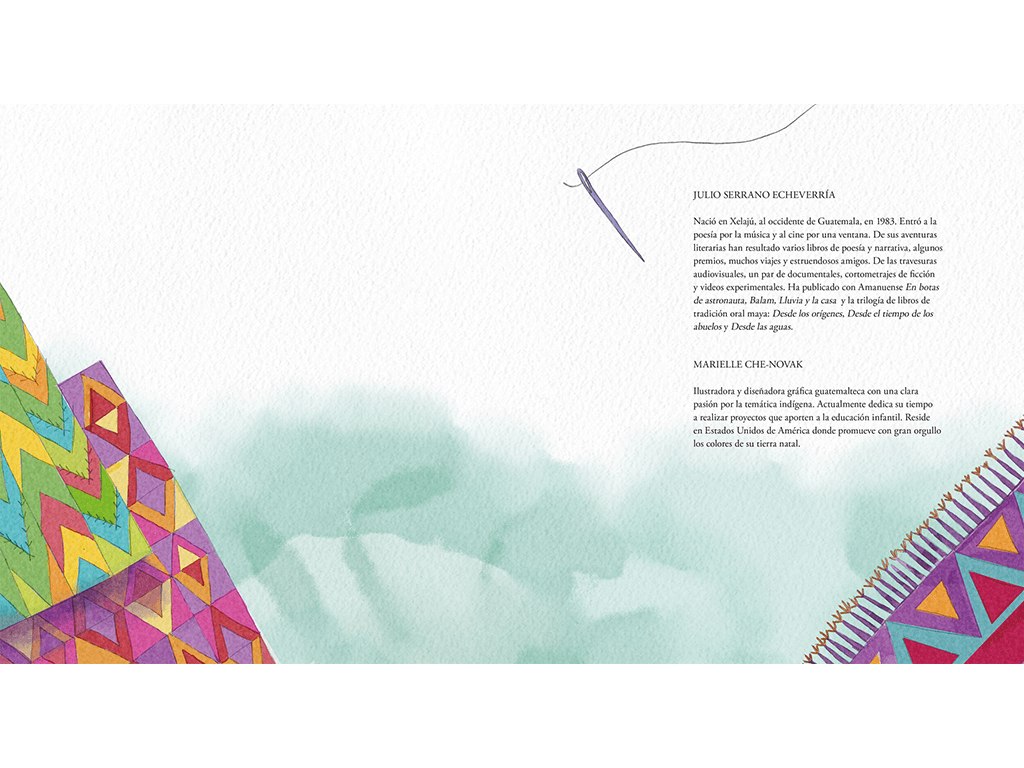 JULIO SERRANO ECHEVERRÍA
Nació en Xelajú, al occidente de Guatemala, en 1983. Entró a la
poesía por la música y al cine por una ventana. De sus aventuras
literarias han resultado varios libros de poesía y narrativa, algunos
premios, muchos viajes y estruendosos amigos. De las travesuras
audiovisuales, un par de documentales, cortometrajes de ficción
y videos experimentales. Ha publicado con Amanuense En botas
de astronauta, Balam, Lluvia y la casa y la trilogía de libros de
tradición oral maya: Desde los orígenes, Desde el tiempo de los
abuelos y Desde las aguas.
MARIELLE CHE-NOVAK
Ilustradora y diseñadora gráfica guatemalteca con una clara
pasión por la temática indígena. Actualmente dedica su tiempo
a realizar proyectos que aporten a la educación infantil. Reside
en Estados Unidos de América donde promueve con gran orgullo
los colores de su tierra natal.